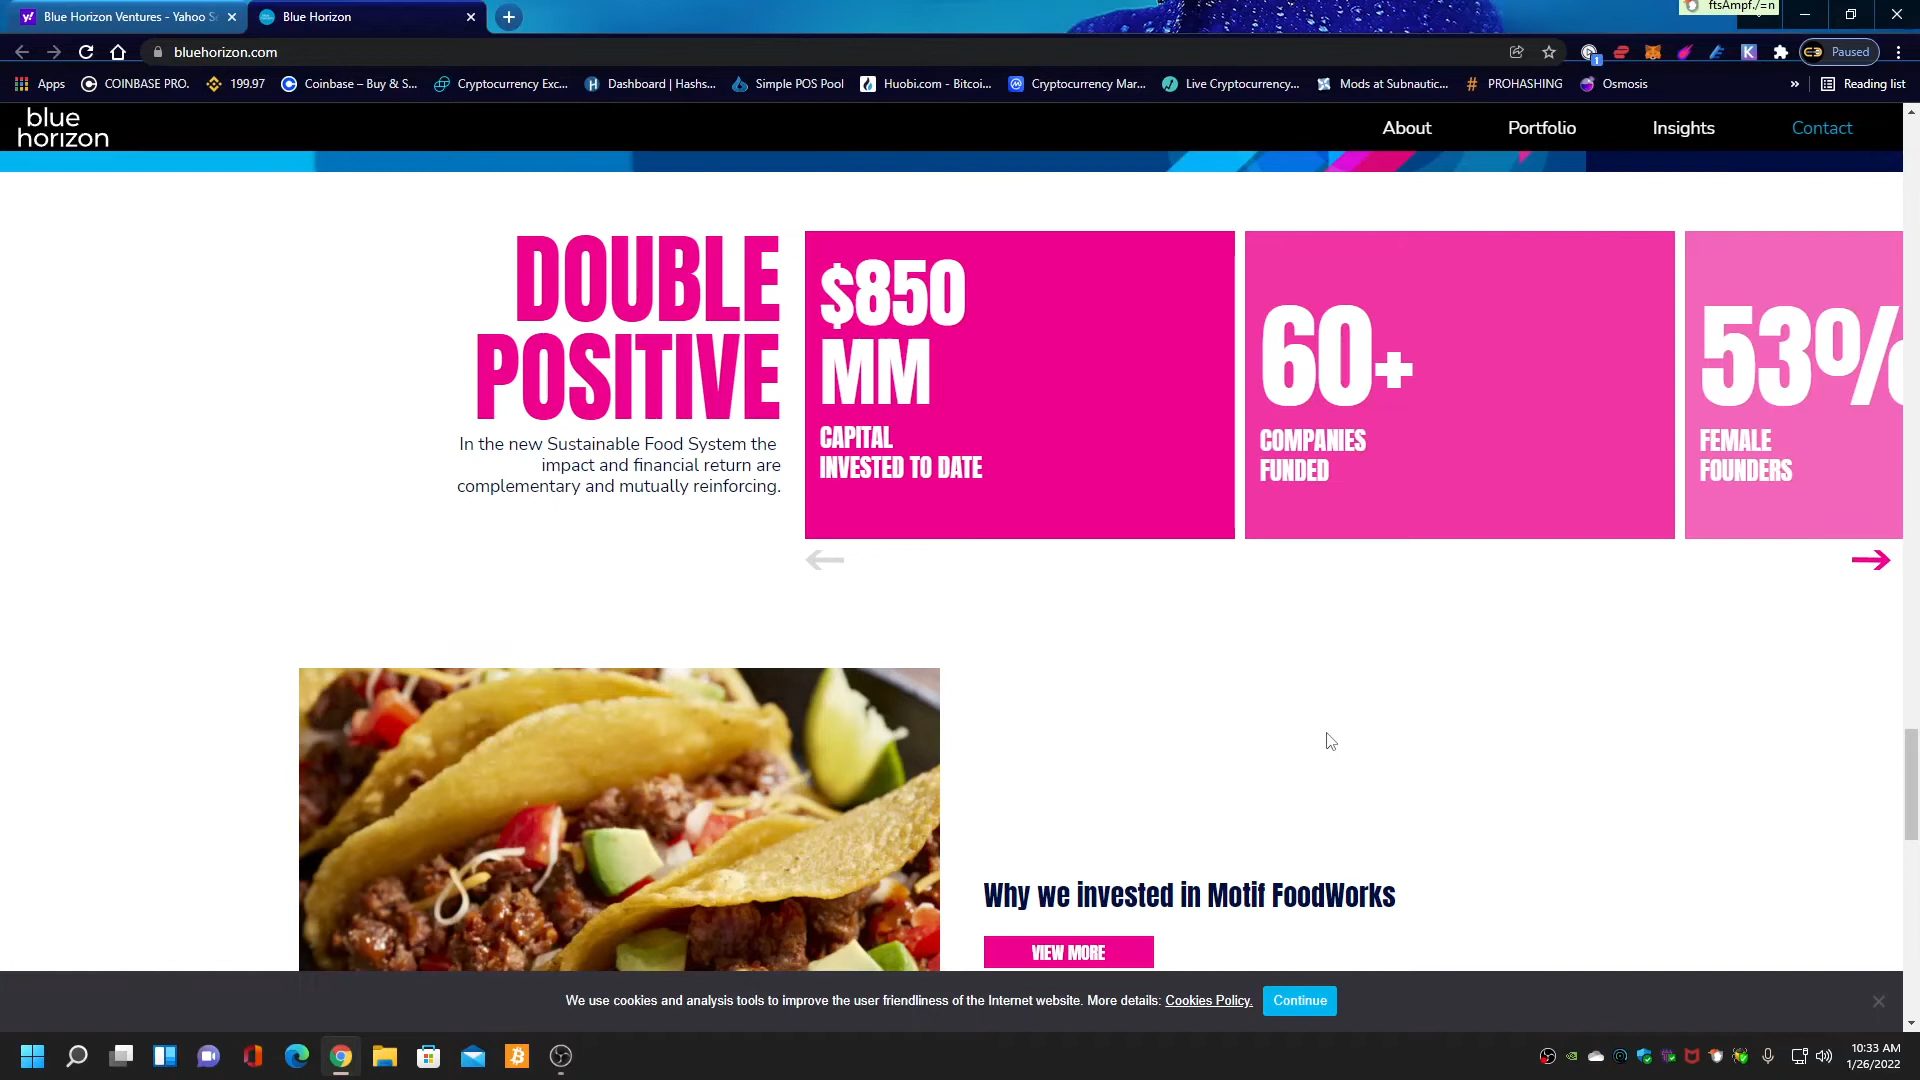 Blue Horizon Ventures - Yahoo S
Blue Horizon
ftsAmpf./=n
bluehorizon.com
Paused
Apps
COINBASE PRO.
199.97
Coinbase – Buy & S...
Cryptocurrency Exc...
Dashboard | Hashs...
Simple POS Pool
Huobi.com - Bitcoi...
Cryptocurrency Mar...
Live Cryptocurrency...
Mods at Subnautic...
PROHASHING
Osmosis
Reading list
blue
horizon
About
Portfolio
Insights
Contact
DOUBLE
POSITIVE
In the new Sustainable Food System the
impact and financial return are
complementary and mutually reinforcing.
$850
MM
CAPITAL
INVESTED TO DATE
60+
COMPANIES
FUNDED
53%
FEMALE
FOUNDERS
Why we invested in Motif FoodWorks
VIEW MORE
We use cookies and analysis tools to improve the user friendliness of the Internet website. More details: Cookies Policy.
Continue
10:33 AM
1/26/2022